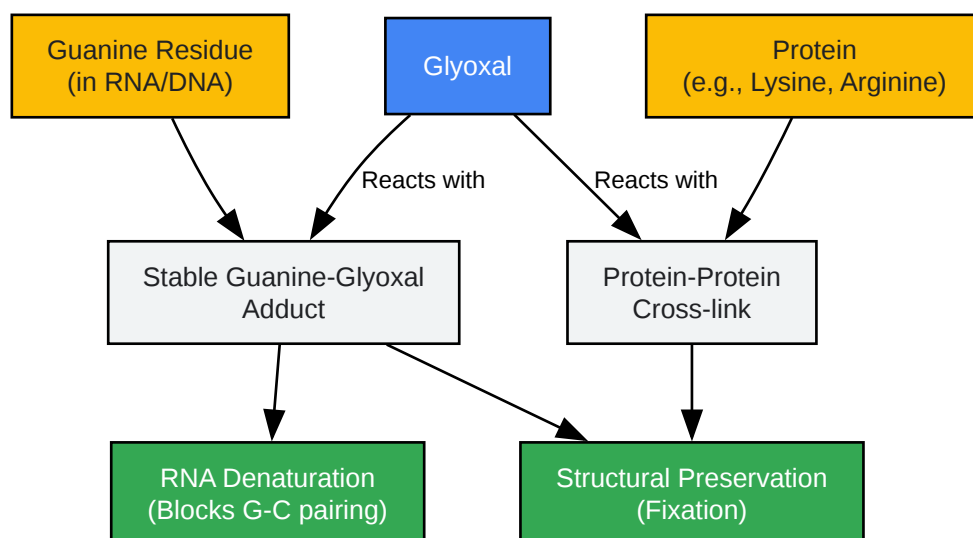 Guanine Residue
(in RNA/DNA)
Glyoxal
Protein
(e.g., Lysine, Arginine)
Reacts with
Reacts with
Stable Guanine-Glyoxal
Adduct
Protein-Protein
Cross-link
RNA Denaturation
(Blocks G-C pairing)
Structural Preservation
(Fixation)